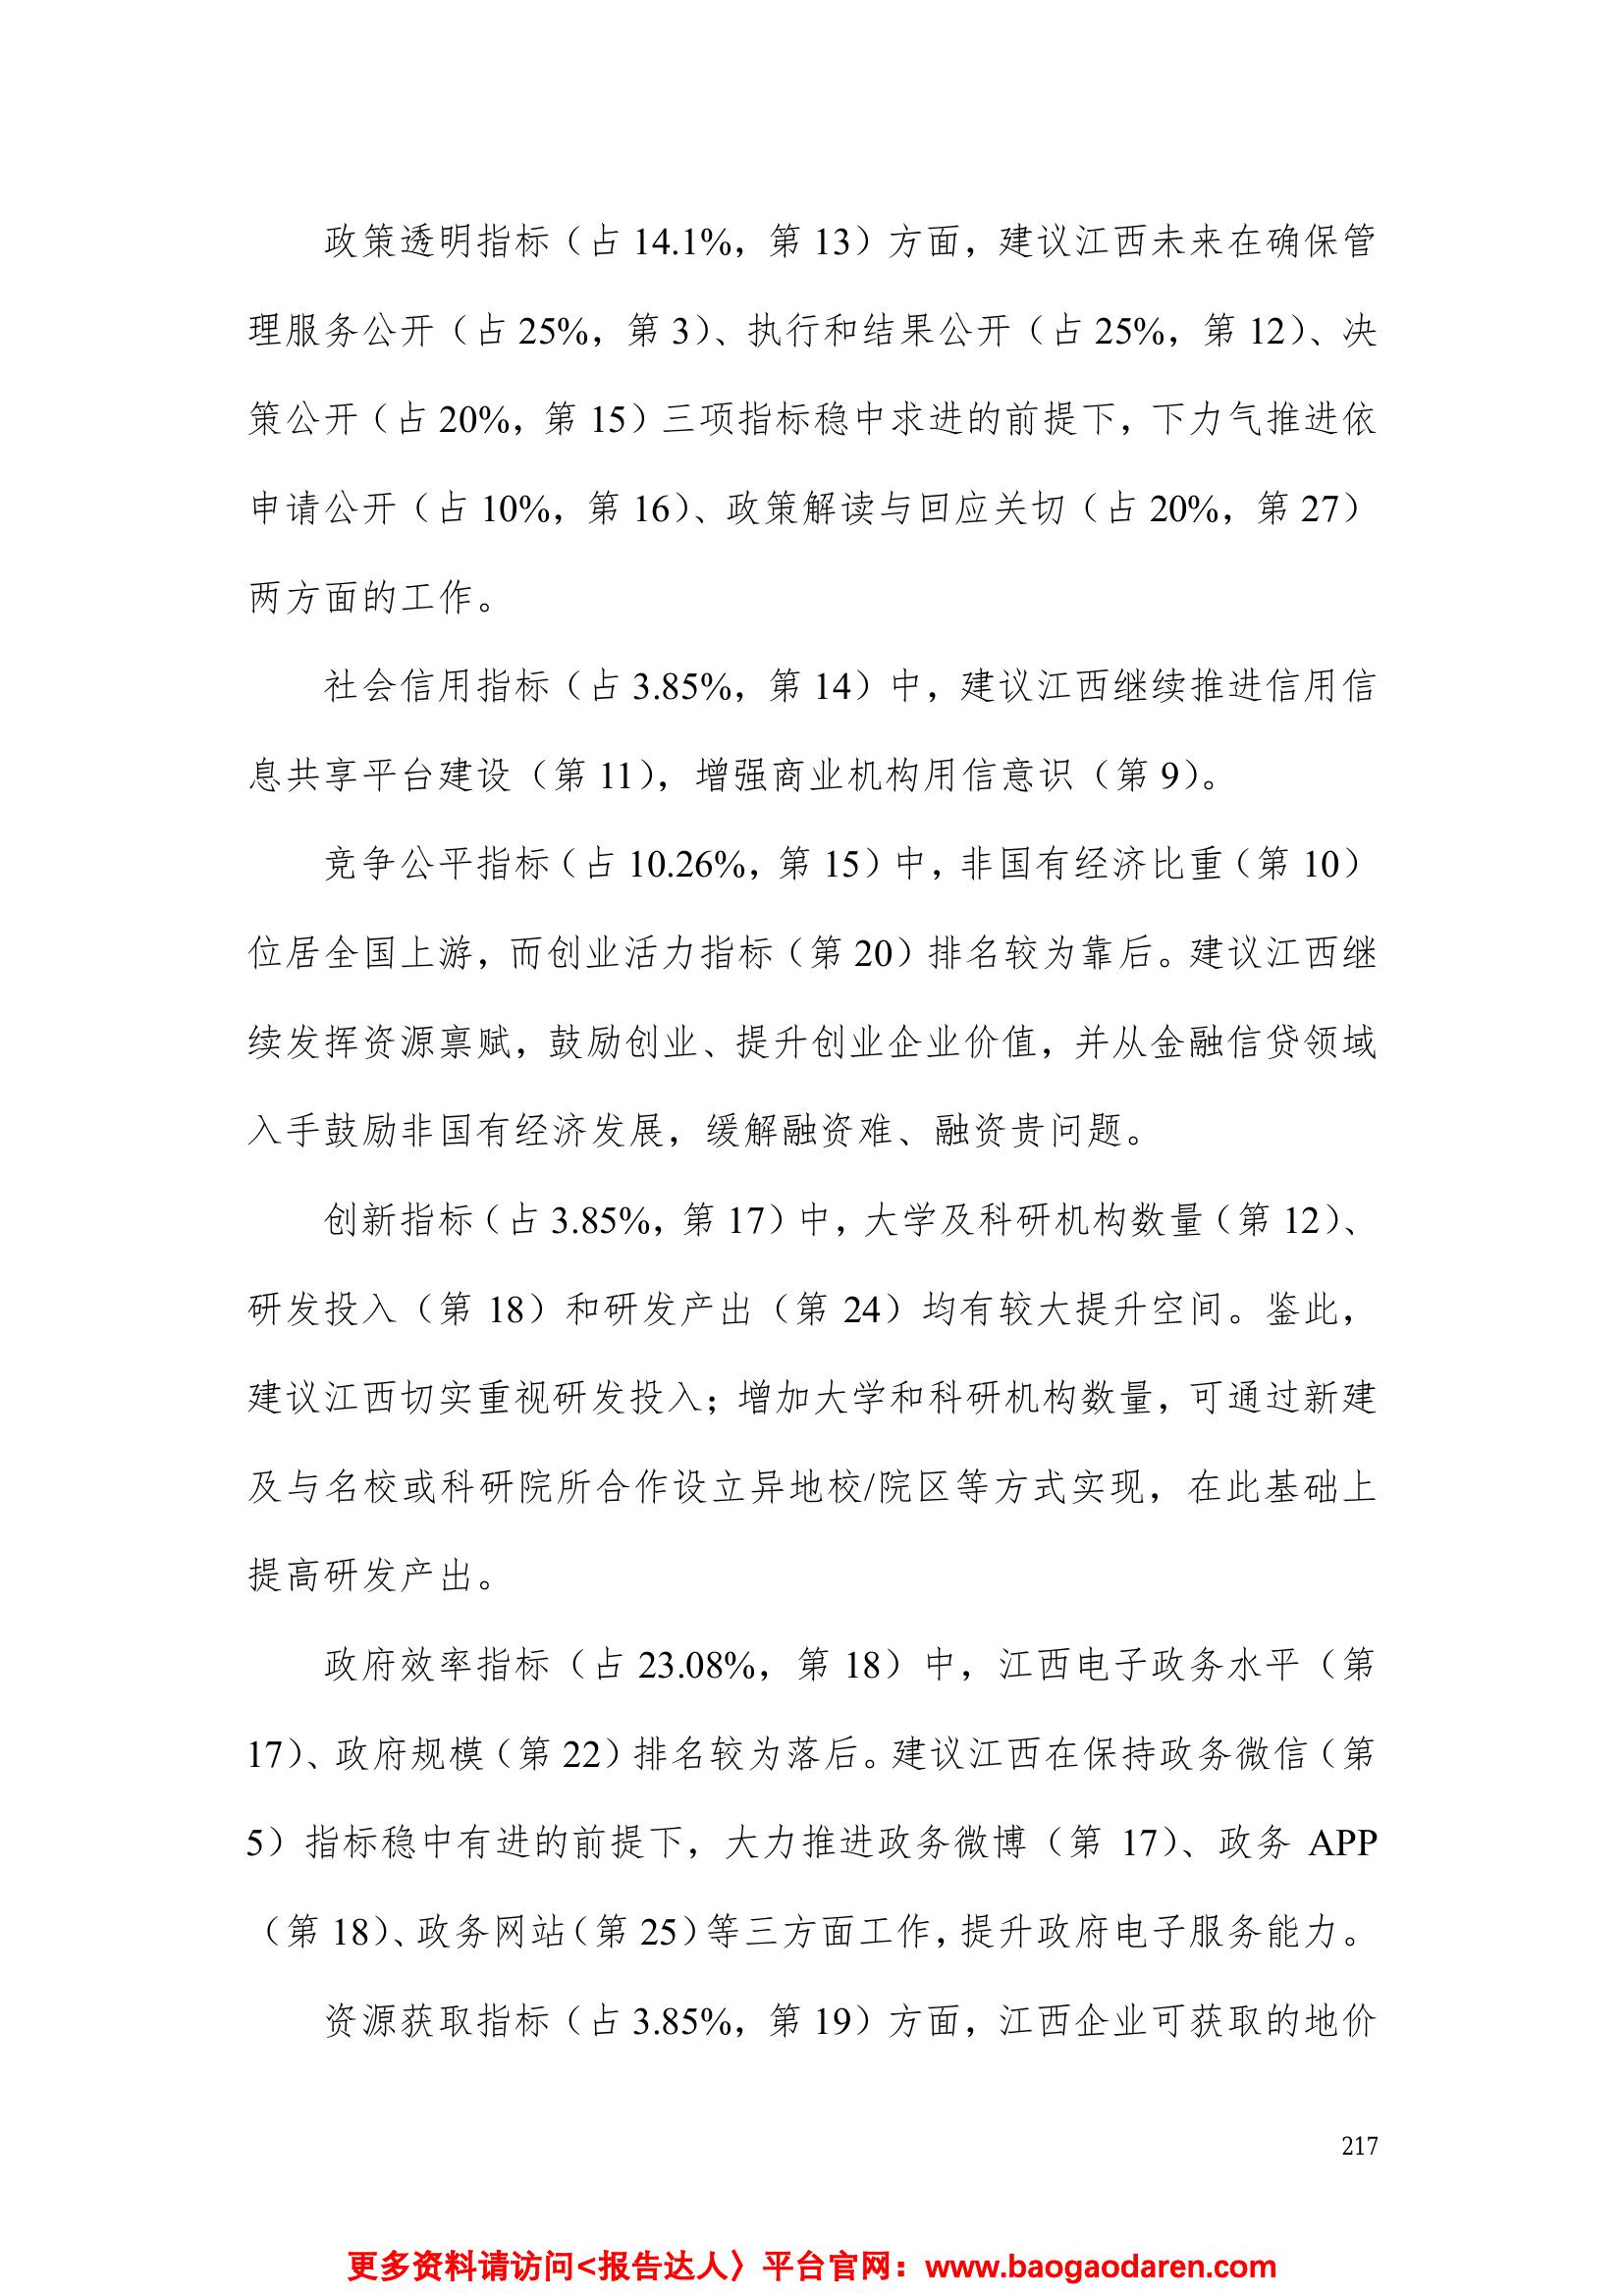 政策透明指标（占 14.1%，第 13）方面，建议江西未来在确保管
理服务公开（占 25%，第 3）、执行和结果公开（占 25%，第 12）、决
策公开（占 20%，第 15）三项指标稳中求进的前提下，下力气推进依
申请公开（占 10%，第 16）、政策解读与回应关切（占 20%，第 27）
两方面的工作。
社会信用指标（占 3.85%，第 14）中，建议江西继续推进信用信
息共享平台建设（第 11），增强商业机构用信意识（第 9）。
竞争公平指标（占 10.26%，第 15）中，非国有经济比重（第 10）
位居全国上游，而创业活力指标（第 20）排名较为靠后。建议江西继
续发挥资源禀赋，鼓励创业、提升创业企业价值，并从金融信贷领域
入手鼓励非国有经济发展，缓解融资难、融资贵问题。
创新指标（占 3.85%，第 17）中，大学及科研机构数量（第 12）、
研发投入（第 18）和研发产出（第 24）均有较大提升空间。鉴此，
建议江西切实重视研发投入；增加大学和科研机构数量，可通过新建
及与名校或科研院所合作设立异地校/院区等方式实现，在此基础上
提高研发产出。
政府效率指标（占 23.08%，第 18）中，江西电子政务水平（第
17）、政府规模（第 22）排名较为落后。建议江西在保持政务微信（第
5）指标稳中有进的前提下，大力推进政务微博（第 17）、政务 APP
（第 18）、政务网站（第 25）等三方面工作，提升政府电子服务能力。
资源获取指标（占 3.85%，第 19）方面，江西企业可获取的地价
217
更多资料请访问<报告达人〉平台官网：www.baogaodaren.com